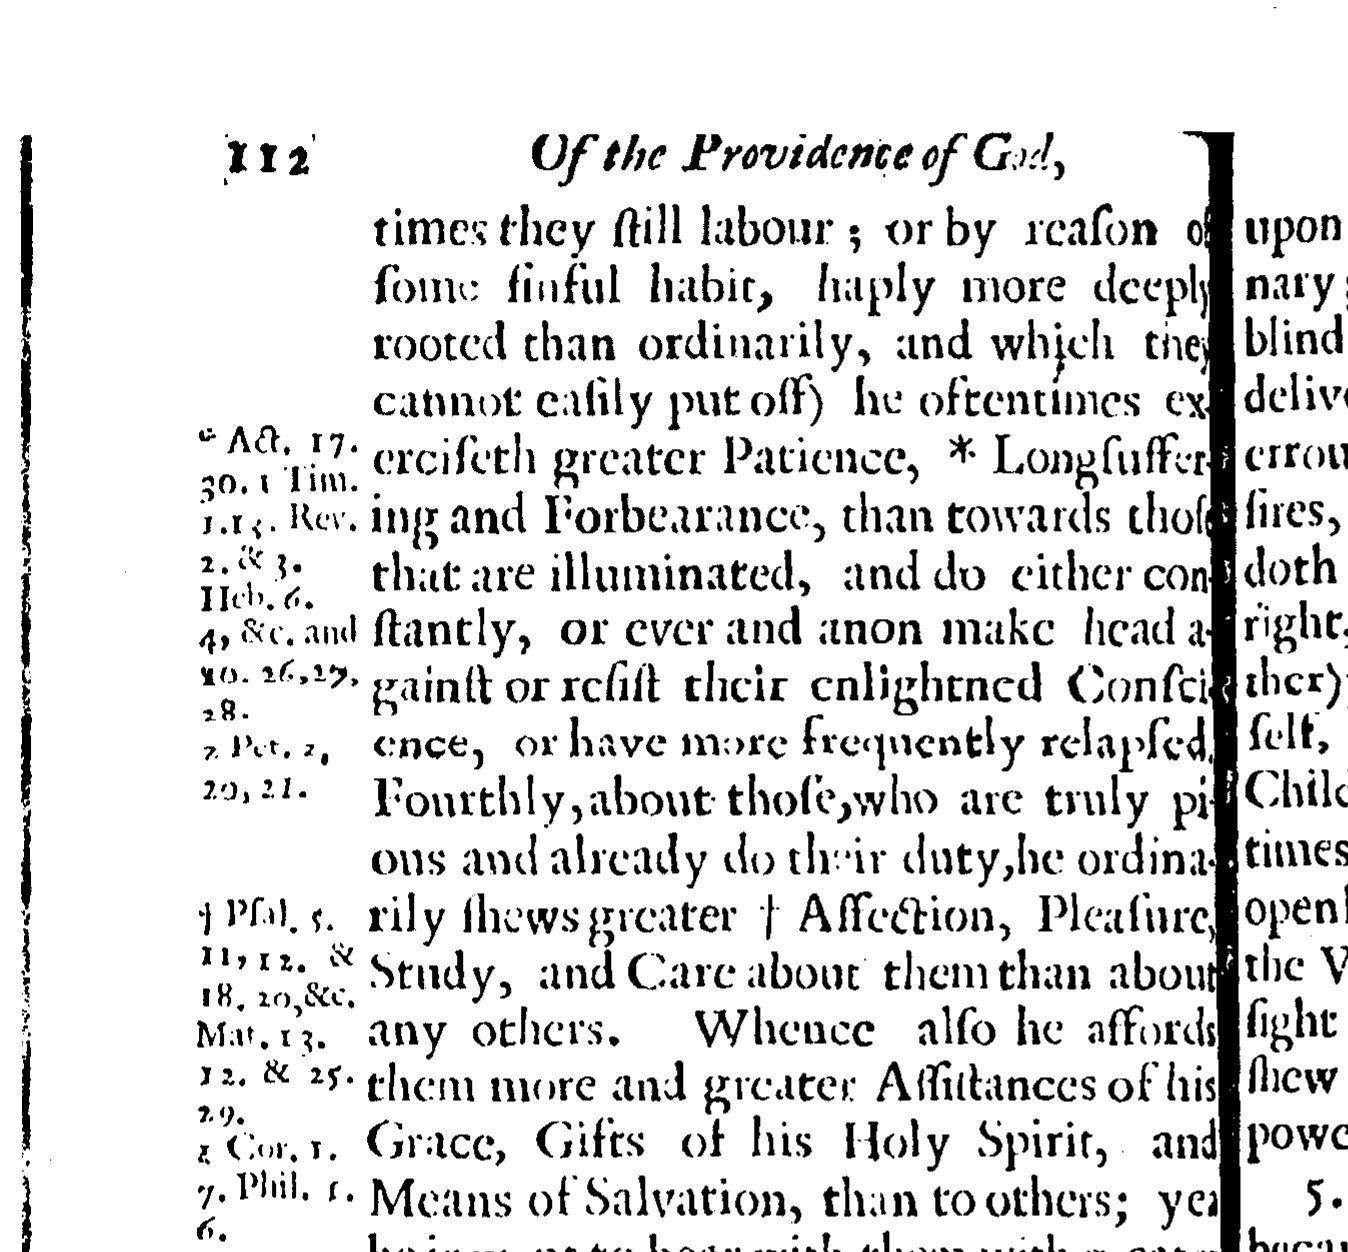 112
Of the Providence of God,
times they ſtill labour; or by reaſon of
ſome ſinful habit, haply more deeply
rooted than ordinarily, and which they
cannot eaſily put off) he oftentimes ex-
erciſeth greater Patience, * Longſuffer-
ing and Forbearance, than towards thoſe
that are illuminated, and do either con-
ſtantly, or ever and anon make head a-
gainſt or reſiſt their enlightned Conſci-
ence, or have more frequently relapſed.
Fourthly, about thoſe, who are truly pi-
ous and already do their duty, he ordina-
rily ſhews greater † Affection, Pleaſure,
Study, and Care about them than about
any others. Whence alſo he affords
them more and greater Aſſiſtances of his
Grace, Gifts of his Holy Spirit, and
Means of Salvation, than to others; yea
* Act. 17.
30. 1 Tim.
Rev.
2. & 3.
Heb. 6.
4, &c. and
10. 26,27,
28.
2 Pet. 2,
20, 21.
† Pſal. 5.
11, 12. &
18. 20,&c.
Mat. 13.
12. & 25.
29.
1 Cor. 1.
7. Phil. 1.
6.
upon
nary
blind
delive
errou
ſires,
doth
right,
ther)
ſelf,
Child
times
open
the V
ſight
ſhew
powe
5.